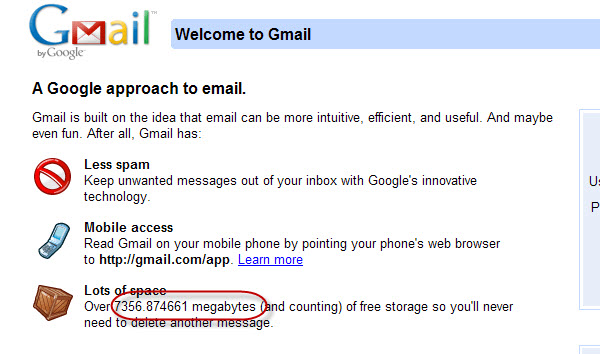 Gmail™
by Google
Welcome to Gmail
A Google approach to email.
Gmail is built on the idea that email can be more intuitive, efficient, and useful. And maybe
even fun. After all, Gmail has:
Less spam
Keep unwanted messages out of your inbox with Google's innovative
technology.
Mobile access
Read Gmail on your mobile phone by pointing your phone's web browser
to http://gmail.com/app. Learn more
Lots of space
Over 7356.874661 megabytes (and counting) of free storage so you'll never
need to delete another message.
Us
P